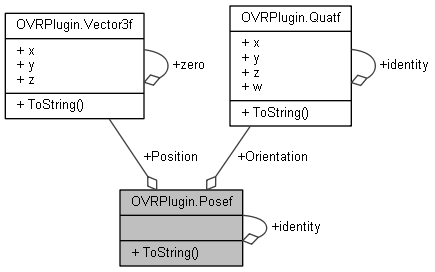 OVRPlugin.Vector3f
+ x
+ y
+ z
+ ToString()
+zero
OVRPlugin.Quatf
+ x
+ y
+ z
+ w
+ ToString()
+identity
+Position
+Orientation
OVRPlugin.Posef
+ ToString()
+identity